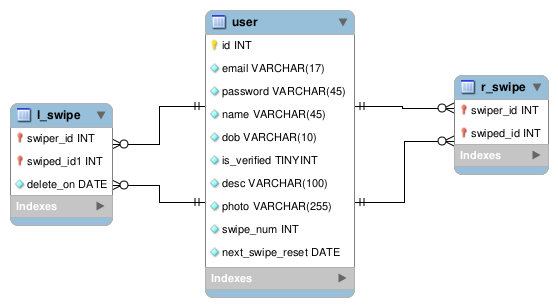 l_swipe
swiper_id INT
swiped_id1 INT
delete_on DATE
Indexes
user
id INT
email VARCHAR(17)
password VARCHAR(45)
name VARCHAR(45)
dob VARCHAR(10)
is_verified TINYINT
desc VARCHAR(100)
photo VARCHAR(255)
swipe_num INT
next_swipe_reset DATE
Indexes
r_swipe
swiper_id INT
swiped_id INT
Indexes